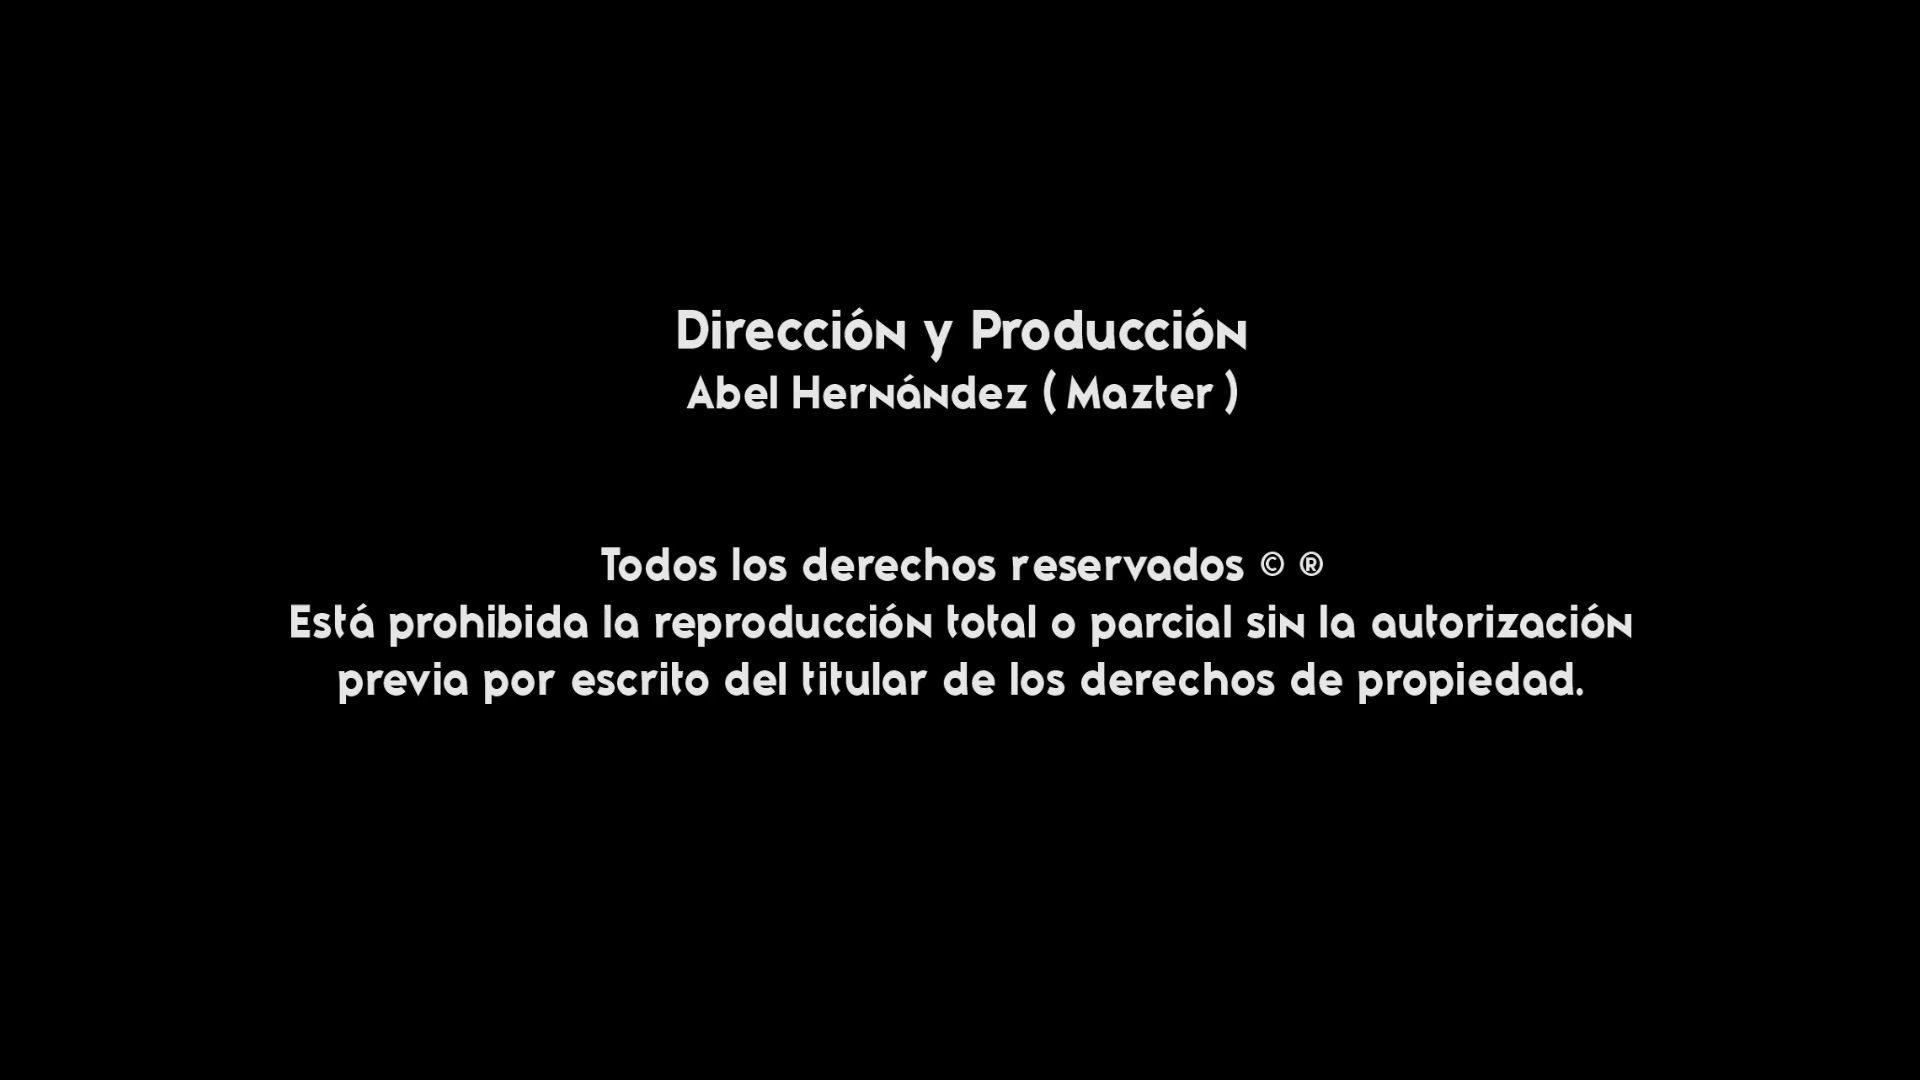 Dirección y Producción
Abel Hernández ( Mazter )
Todos los derechos reservados © ®
Está prohibida la reproducción total o parcial sin la autorización
previa por escrito del titular de los derechos de propiedad.